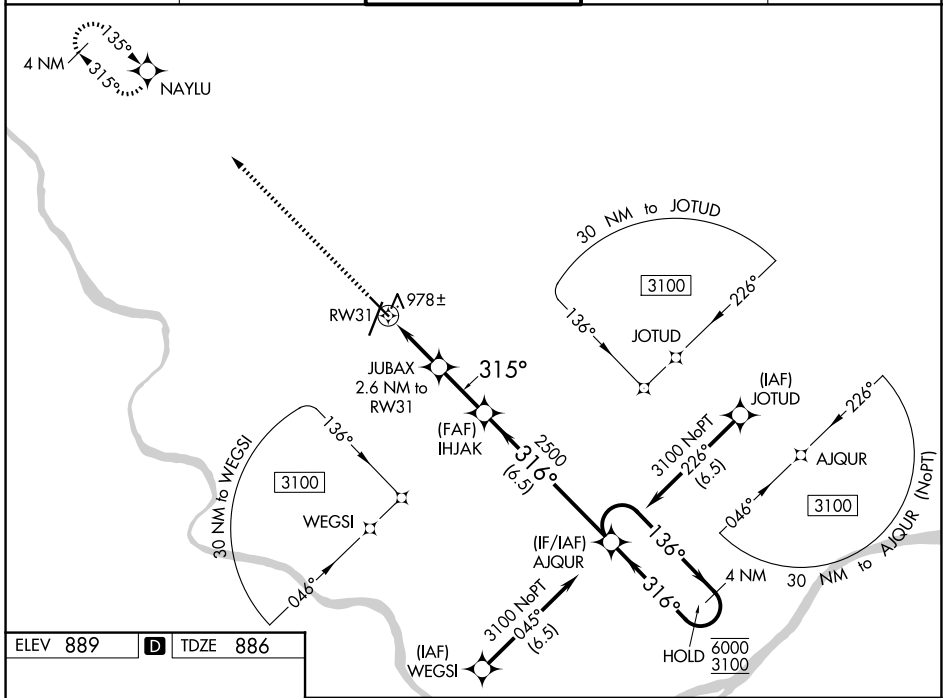 135°
4 NM
315°
NAYLU
30 NM to JOTUD
3100
226°
136°
JOTUD
RW31
978±
JUBAX
2.6 NM to
RW31
315°
(FAF)
IHJAK
2500
316°
(6.5)
(IAF)
JOTUD
3100 NoPT
226°
(6.5)
226°
AJQUR
046°
3100
30 NM to AJQUR (NoPT)
136°
3100
WEGSI
046°
30 NM to WEGSI
(IF/IAF)
AJQUR
136°
316°
4 NM
HOLD 6000
3100
3100 NoPT
045°
(6.5)
(IAF)
WEGSI
ELEV 889 D TDZE 886